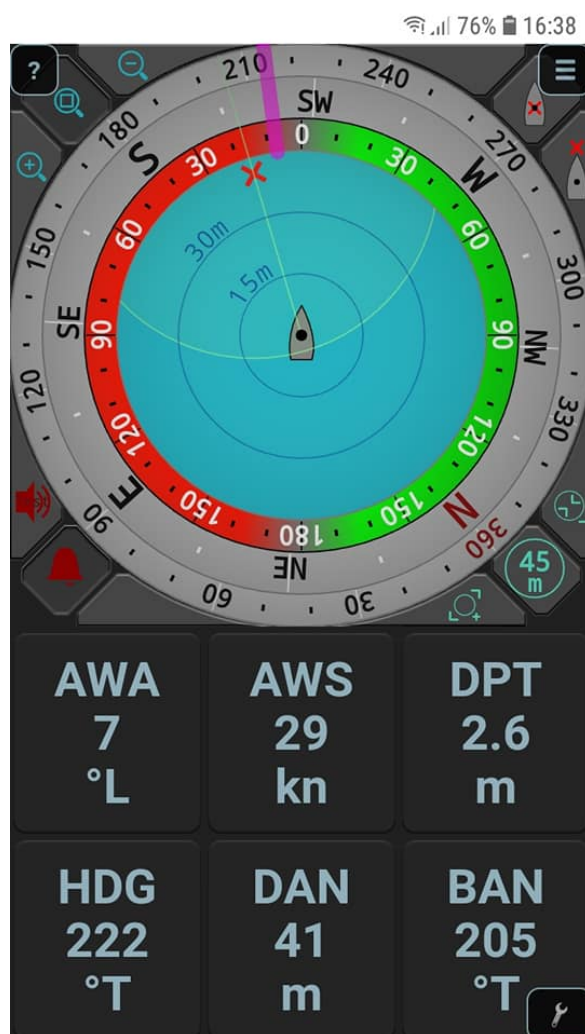 76% 16:38
?
210
240
180
270
150
300
120
330
90
360
60
30
SW
S
W
SE
NW
E
N
NE
0
30
30
60
60
90
90
120
120
150
150
180
30m
15m
45
m
AWA
7
°L
AWS
29
kn
DPT
2.6
m
HDG
222
°T
DAN
41
m
BAN
205
°T